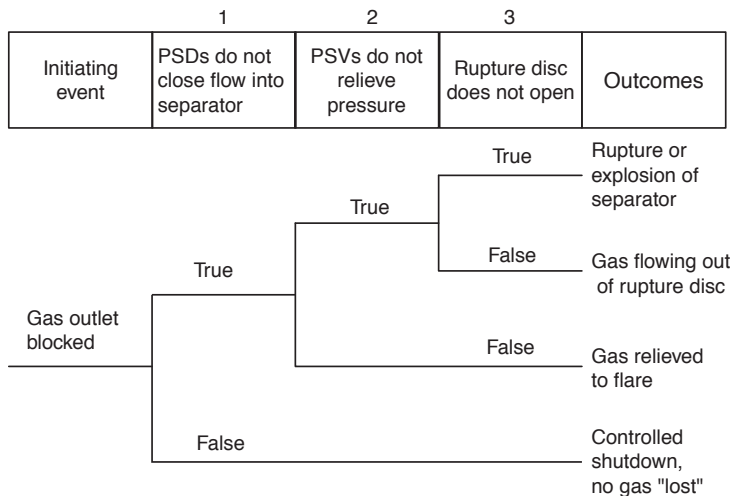 1
2
3
Initiating
event
PSDs do not
close flow into
separator
PSVs do not
relieve
pressure
Rupture disc
does not open
Outcomes
True
Rupture or
explosion of
separator
True
False
Gas flowing out
of rupture disc
True
Gas outlet
blocked
False
Gas relieved
to flare
False
Controlled
shutdown,
no gas "lost"